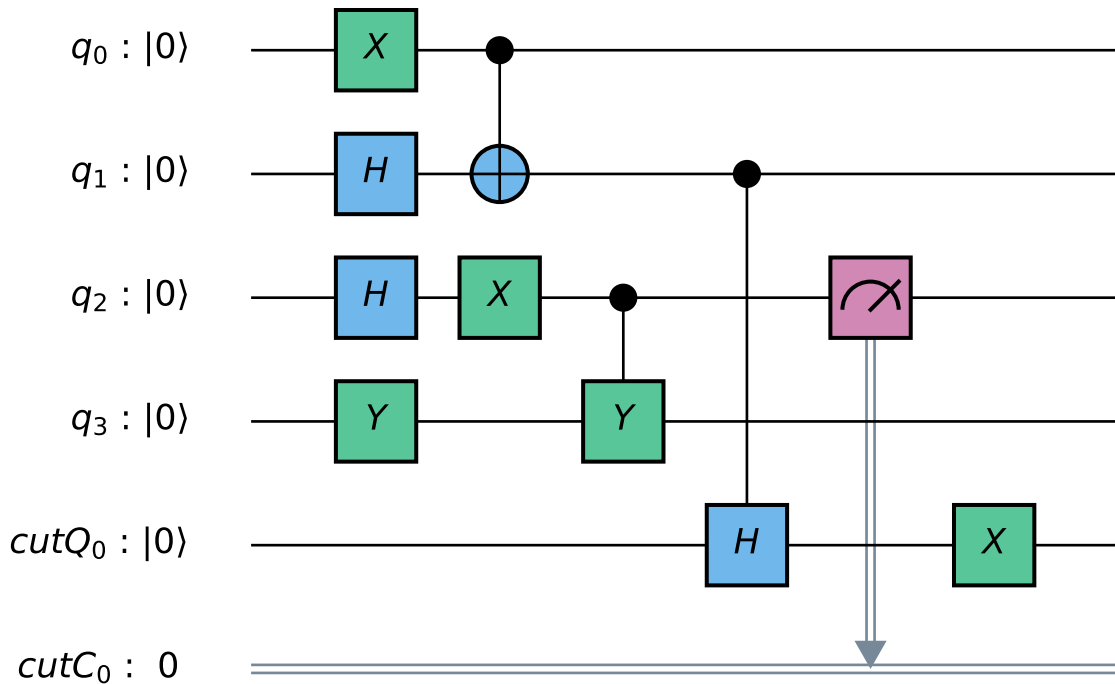 q0 : |0⟩ X
q1 : |0⟩ H
q2 : |0⟩ H X
q3 : |0⟩ Y Y
cutQ0 : |0⟩ H X
cutC0 : 0